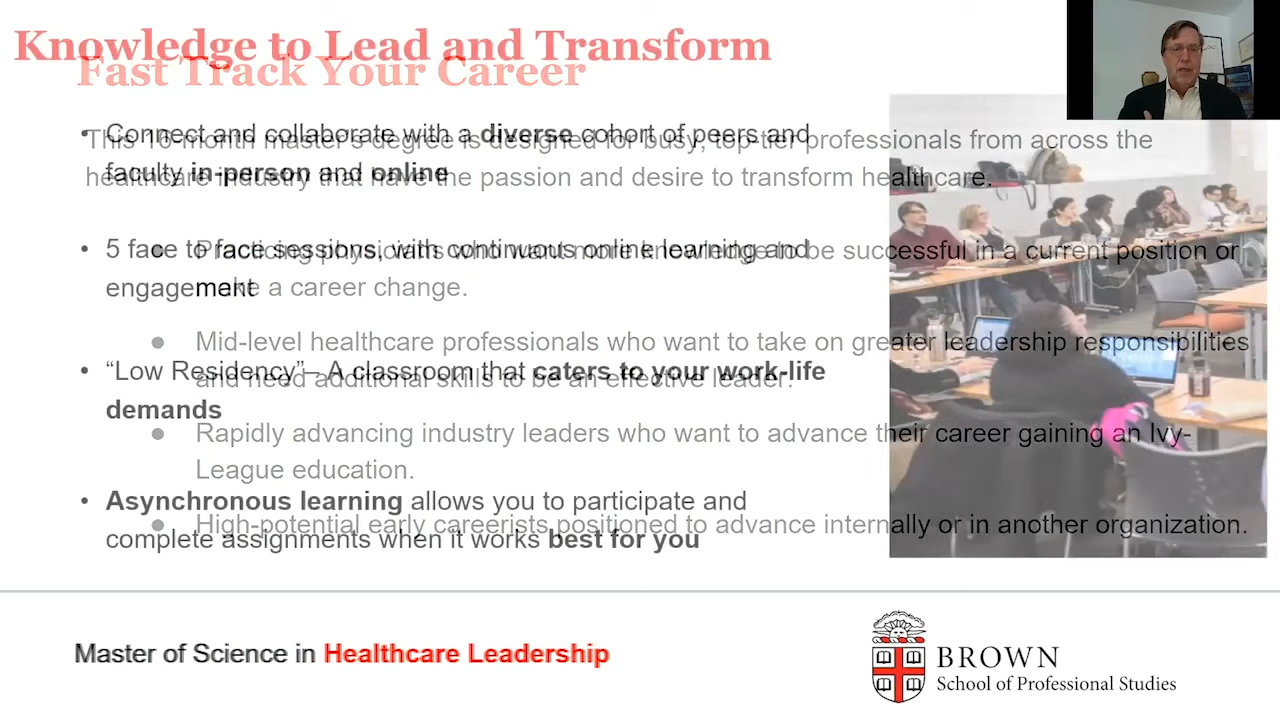 Knowledge to Lead and Transform
Fast Track Your Career
• Connect and collaborate with a diverse cohort of peers and
faculty in-person and online
• 5 face to face sessions, with continuous online learning and
engagement
• “Low Residency”– A classroom that caters to your work-life
demands
• Asynchronous learning allows you to participate and
complete assignments when it works best for you
This 16-month master's degree is designed for busy, top-tier professionals from across the
healthcare industry that have the passion and desire to transform healthcare.
● Practicing physicians who want more knowledge to be successful in a current position or
make a career change.
● Mid-level healthcare professionals who want to take on greater leadership responsibilities
and need additional skills to be an effective leader.
● Rapidly advancing industry leaders who want to advance their career gaining an Ivy-
League education.
● High-potential early careerists positioned to advance internally or in another organization.
Master of Science in Healthcare Leadership
BROWN
School of Professional Studies